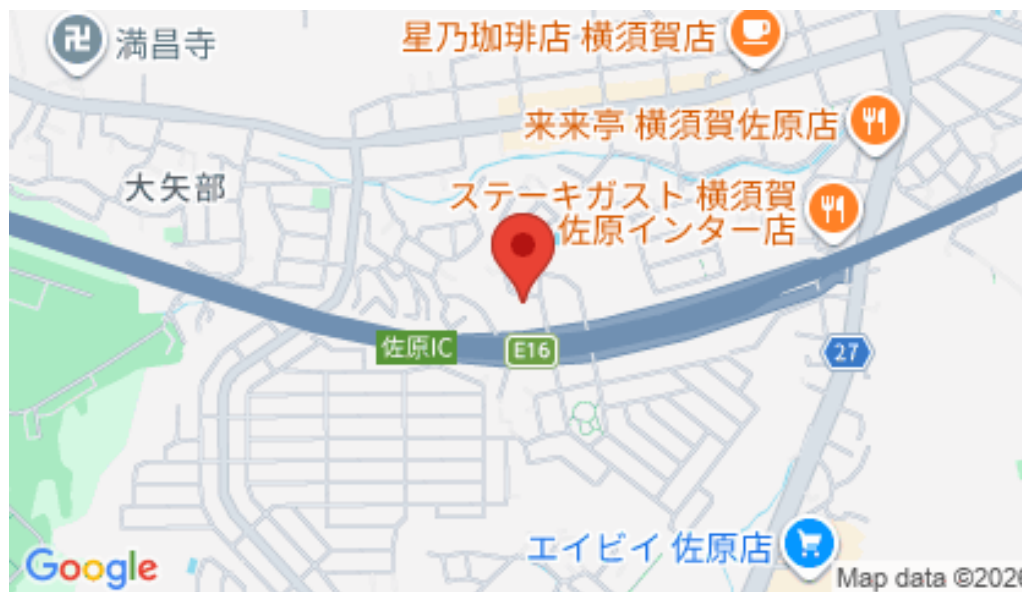 満昌寺
星乃珈琲店 横須賀店
来来亭 横須賀佐原店
大矢部
ステーキガスト 横須賀
佐原インター店
佐原IC
E16
27
エイビイ 佐原店
Google
Map data ©2026